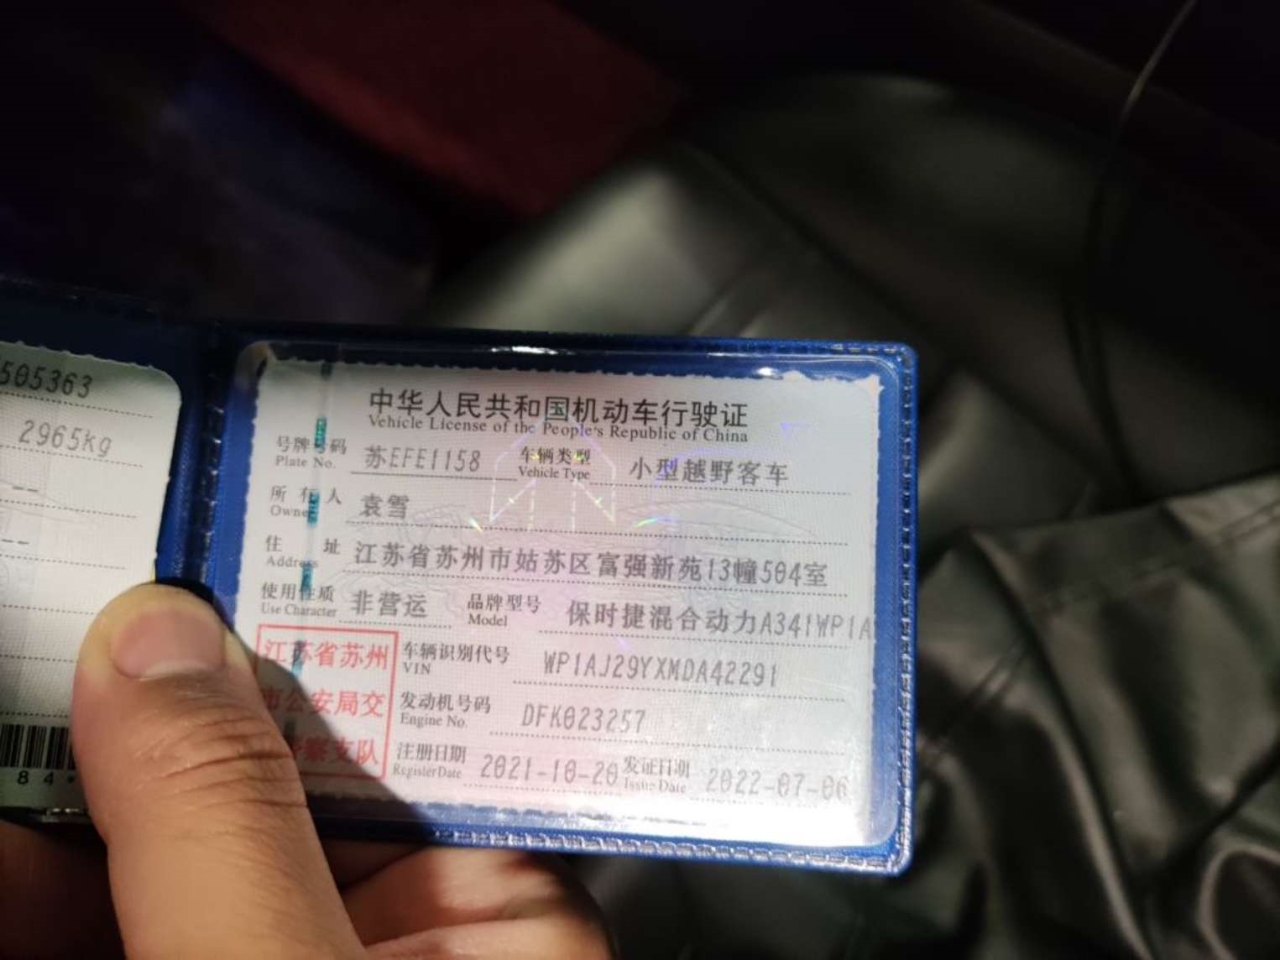 505363
2965kg
--
--
84
中华人民共和国机动车行驶证
Vehicle License of the People's Republic of China
号牌号码 苏EFE1158 车辆类型 小型越野客车
Plate No. Vehicle Type
所有人 袁雪
Owner
住址 江苏省苏州市姑苏区富强新苑13幢504室
Address
使用性质 非营运 品牌型号 保时捷混合动力A341WP1A
Use Character Model
江苏省苏州
市公安局交
警察支队
车辆识别代号 WP1AJ29YXMDA42291
VIN
发动机号码 DFK023257
Engine No.
注册日期 2021-10-20 发证日期 2022-07-06
Register Date Issue Date